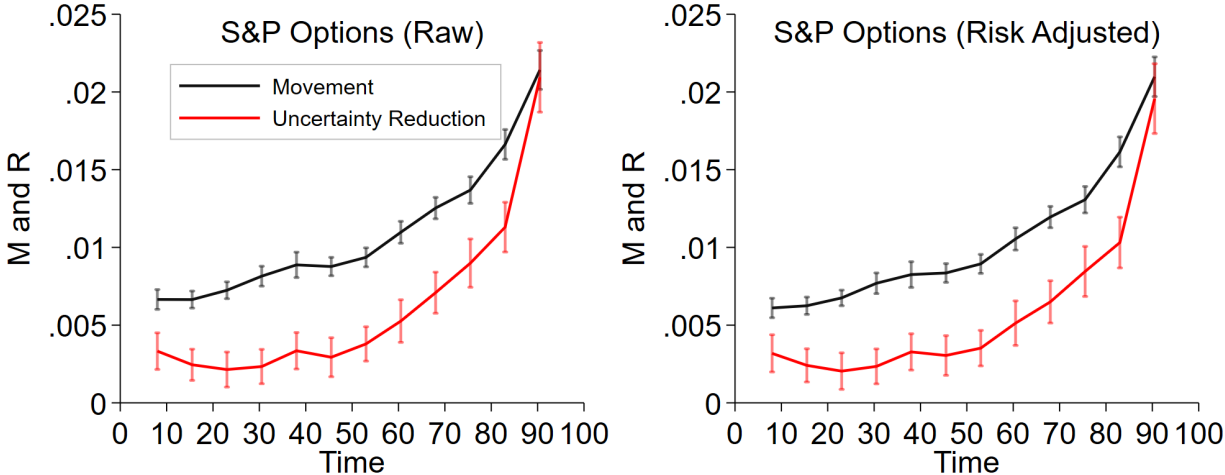 S&P Options (Raw)
Movement
Uncertainty Reduction
M and R
.025
.02
.015
.01
.005
0
0 10 20 30 40 50 60 70 80 90 100
Time
S&P Options (Risk Adjusted)
M and R
.025
.02
.015
.01
.005
0
0 10 20 30 40 50 60 70 80 90 100
Time